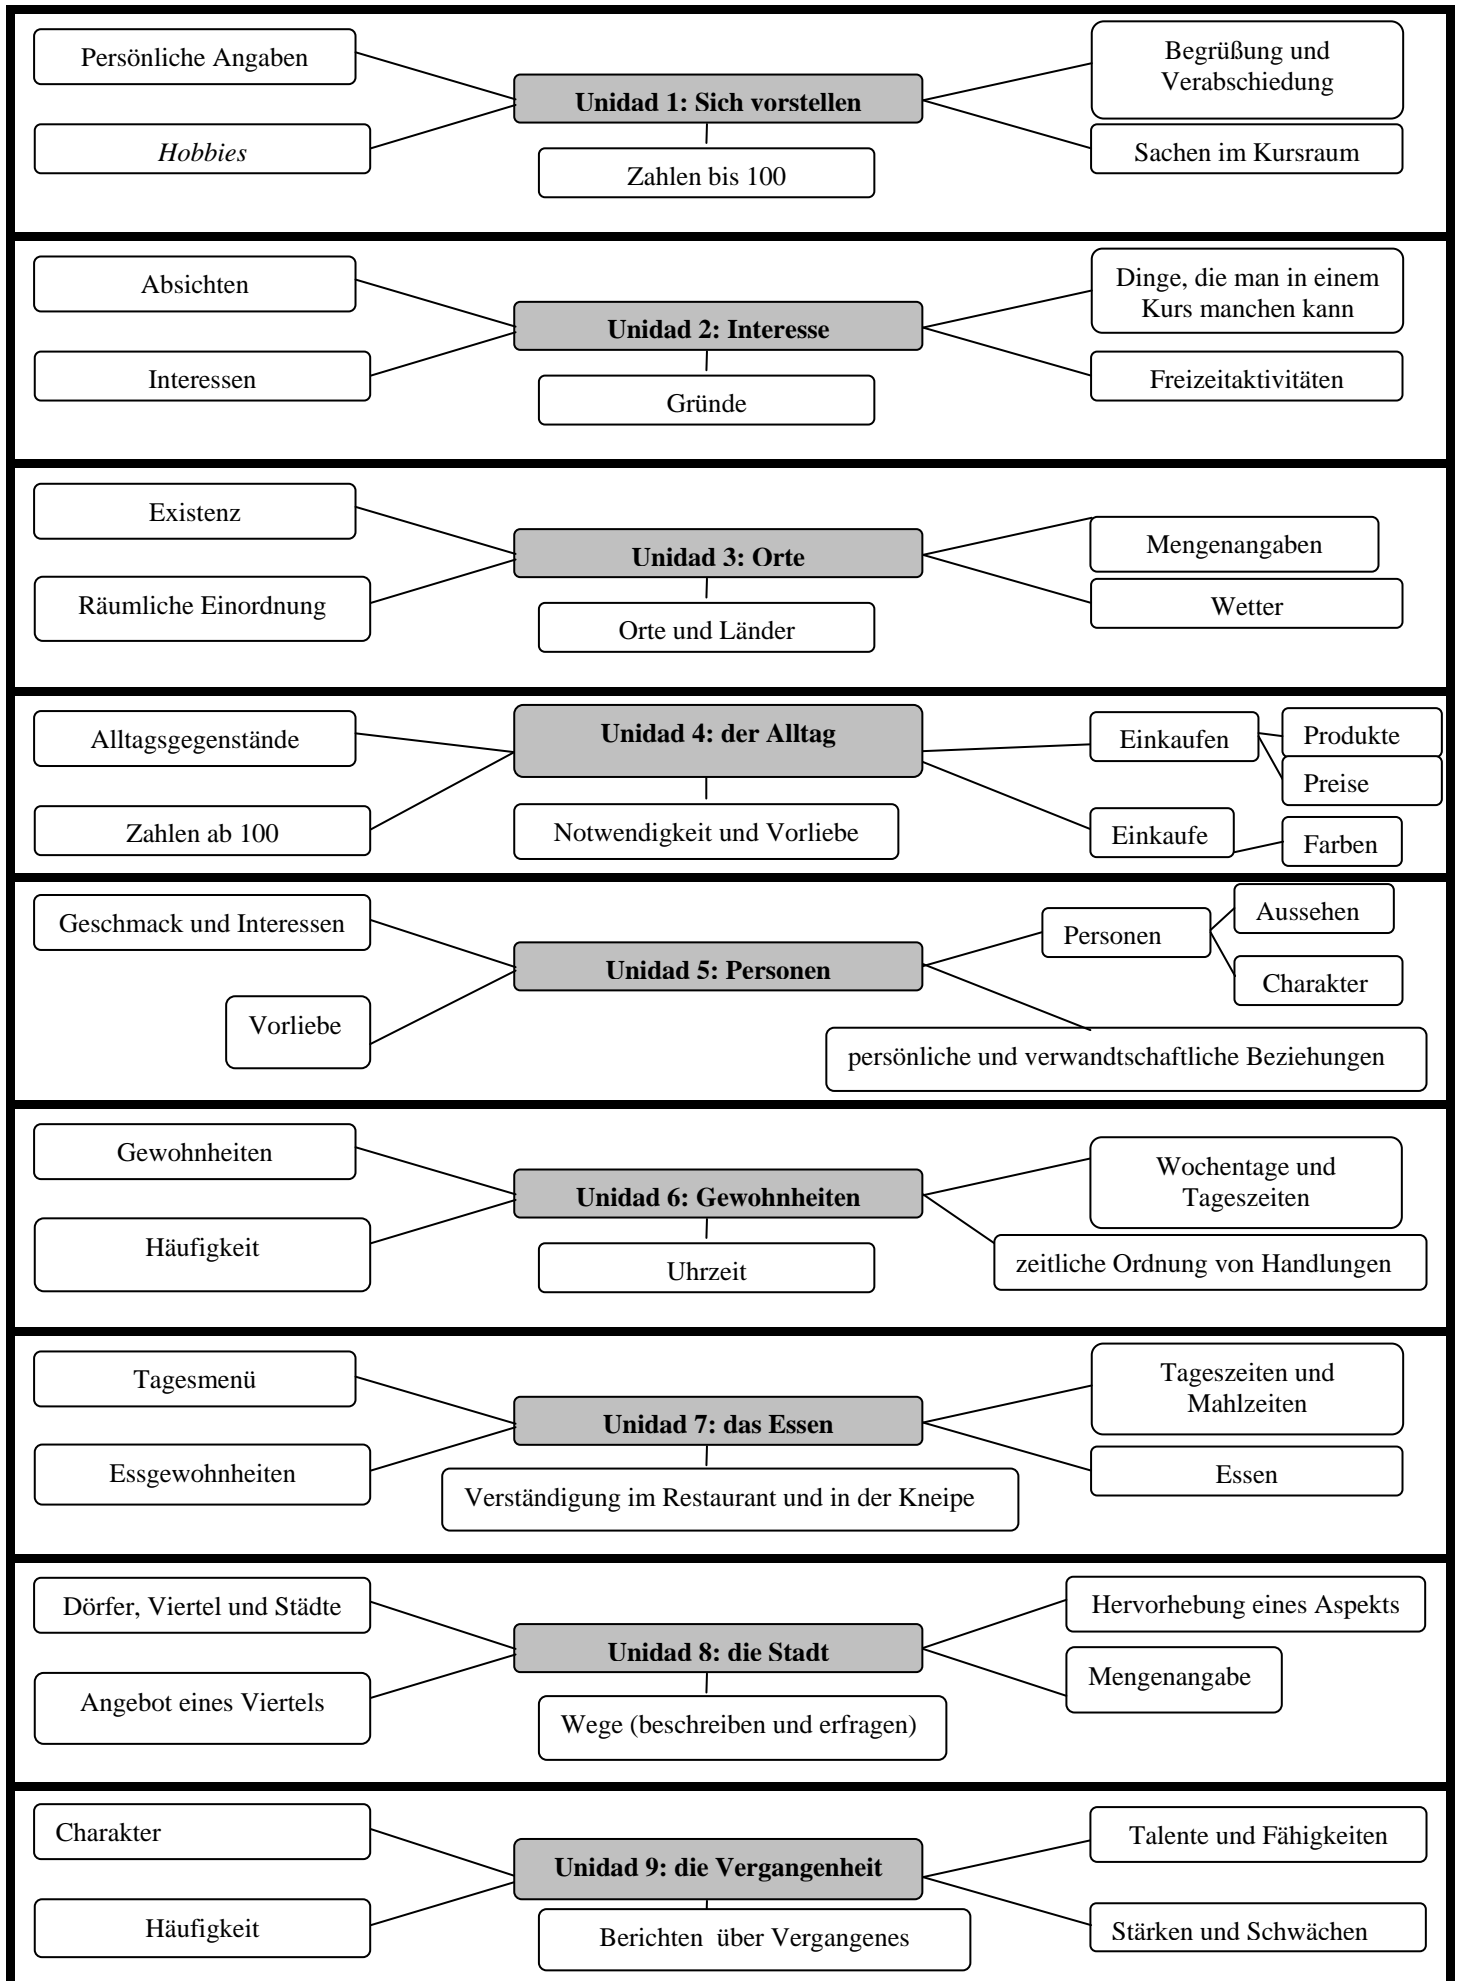 Persönliche Angaben
Hobbies
Unidad 1: Sich vorstellen
Zahlen bis 100
Begrüßung und
Verabschiedung
Sachen im Kursraum
Absichten
Interessen
Unidad 2: Interesse
Gründe
Dinge, die man in einem
Kurs manchen kann
Freizeitaktivitäten
Existenz
Räumliche Einordnung
Unidad 3: Orte
Orte und Länder
Mengenangaben
Wetter
Alltagsgegenstände
Zahlen ab 100
Unidad 4: der Alltag
Notwendigkeit und Vorliebe
Einkaufen
Produkte
Preise
Einkaufe
Farben
Geschmack und Interessen
Vorliebe
Unidad 5: Personen
Personen
Aussehen
Charakter
persönliche und verwandtschaftliche Beziehungen
Gewohnheiten
Häufigkeit
Unidad 6: Gewohnheiten
Uhrzeit
Wochentage und
Tageszeiten
zeitliche Ordnung von Handlungen
Tagesmenü
Essgewohnheiten
Unidad 7: das Essen
Verständigung im Restaurant und in der Kneipe
Tageszeiten und
Mahlzeiten
Essen
Dörfer, Viertel und Städte
Angebot eines Viertels
Unidad 8: die Stadt
Wege (beschreiben und erfragen)
Hervorhebung eines Aspekts
Mengenangabe
Charakter
Häufigkeit
Unidad 9: die Vergangenheit
Berichten  über Vergangenes
Talente und Fähigkeiten
Stärken und Schwächen